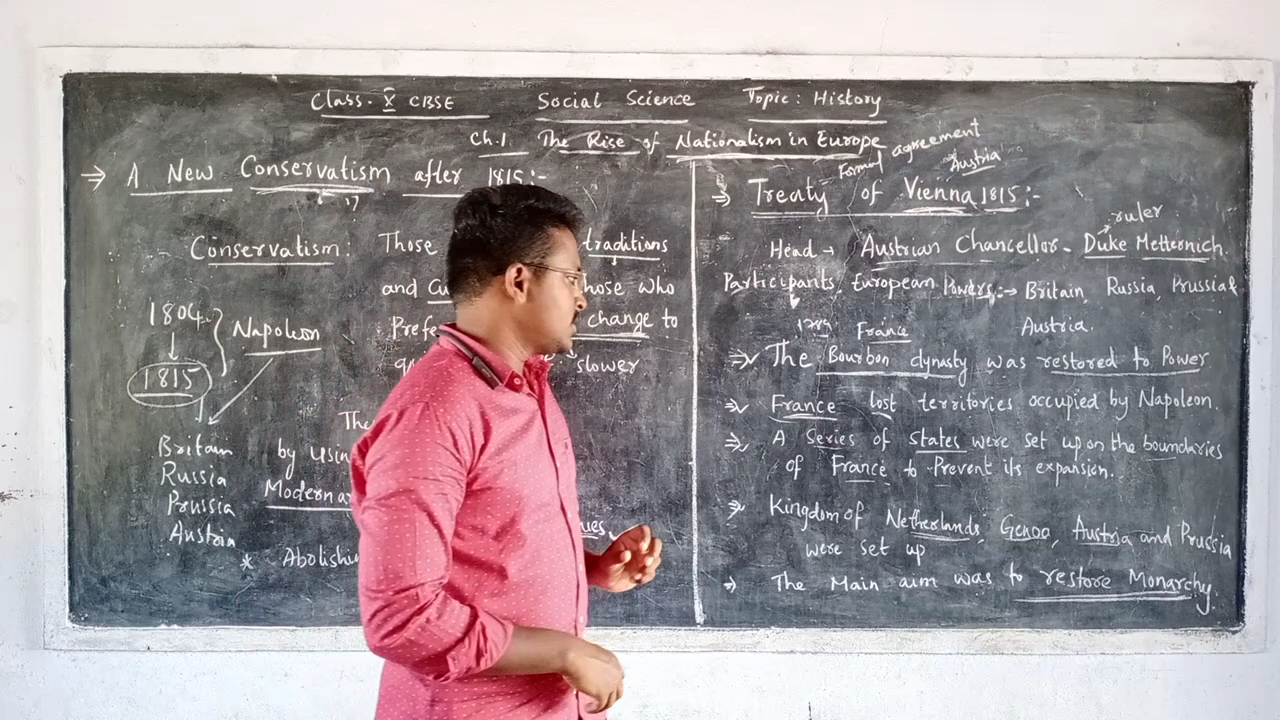 Class. X CBSE Social Science Topic: History
Ch.1 The Rise of Nationalism in Europe
⇒ A New Conservatism after 1815:-
Conservatism: Those traditions
and who
change to
slower
1804
↓
1815
Napoleon
Britain
Russia
Prussia
Austria
The
by
Modern
* 
Formal agreement
Austria
⇒ Treaty of Vienna 1815:-
ruler
Head → Austrian Chancellor - Duke Metternich.
Participants, European Powers:→ Britain, Russia, Prussia &
Austria.
1789 France
⇒ The Bourbon dynasty was restored to Power
⇒ France lost territories occupied by Napoleon.
⇒ A Series of states were set up on the boundaries
of France to Prevent its expansion.
⇒ Kingdom of Netherlands, Genoa, Austria and Prussia
were set up
⇒ The Main aim was to restore Monarchy.